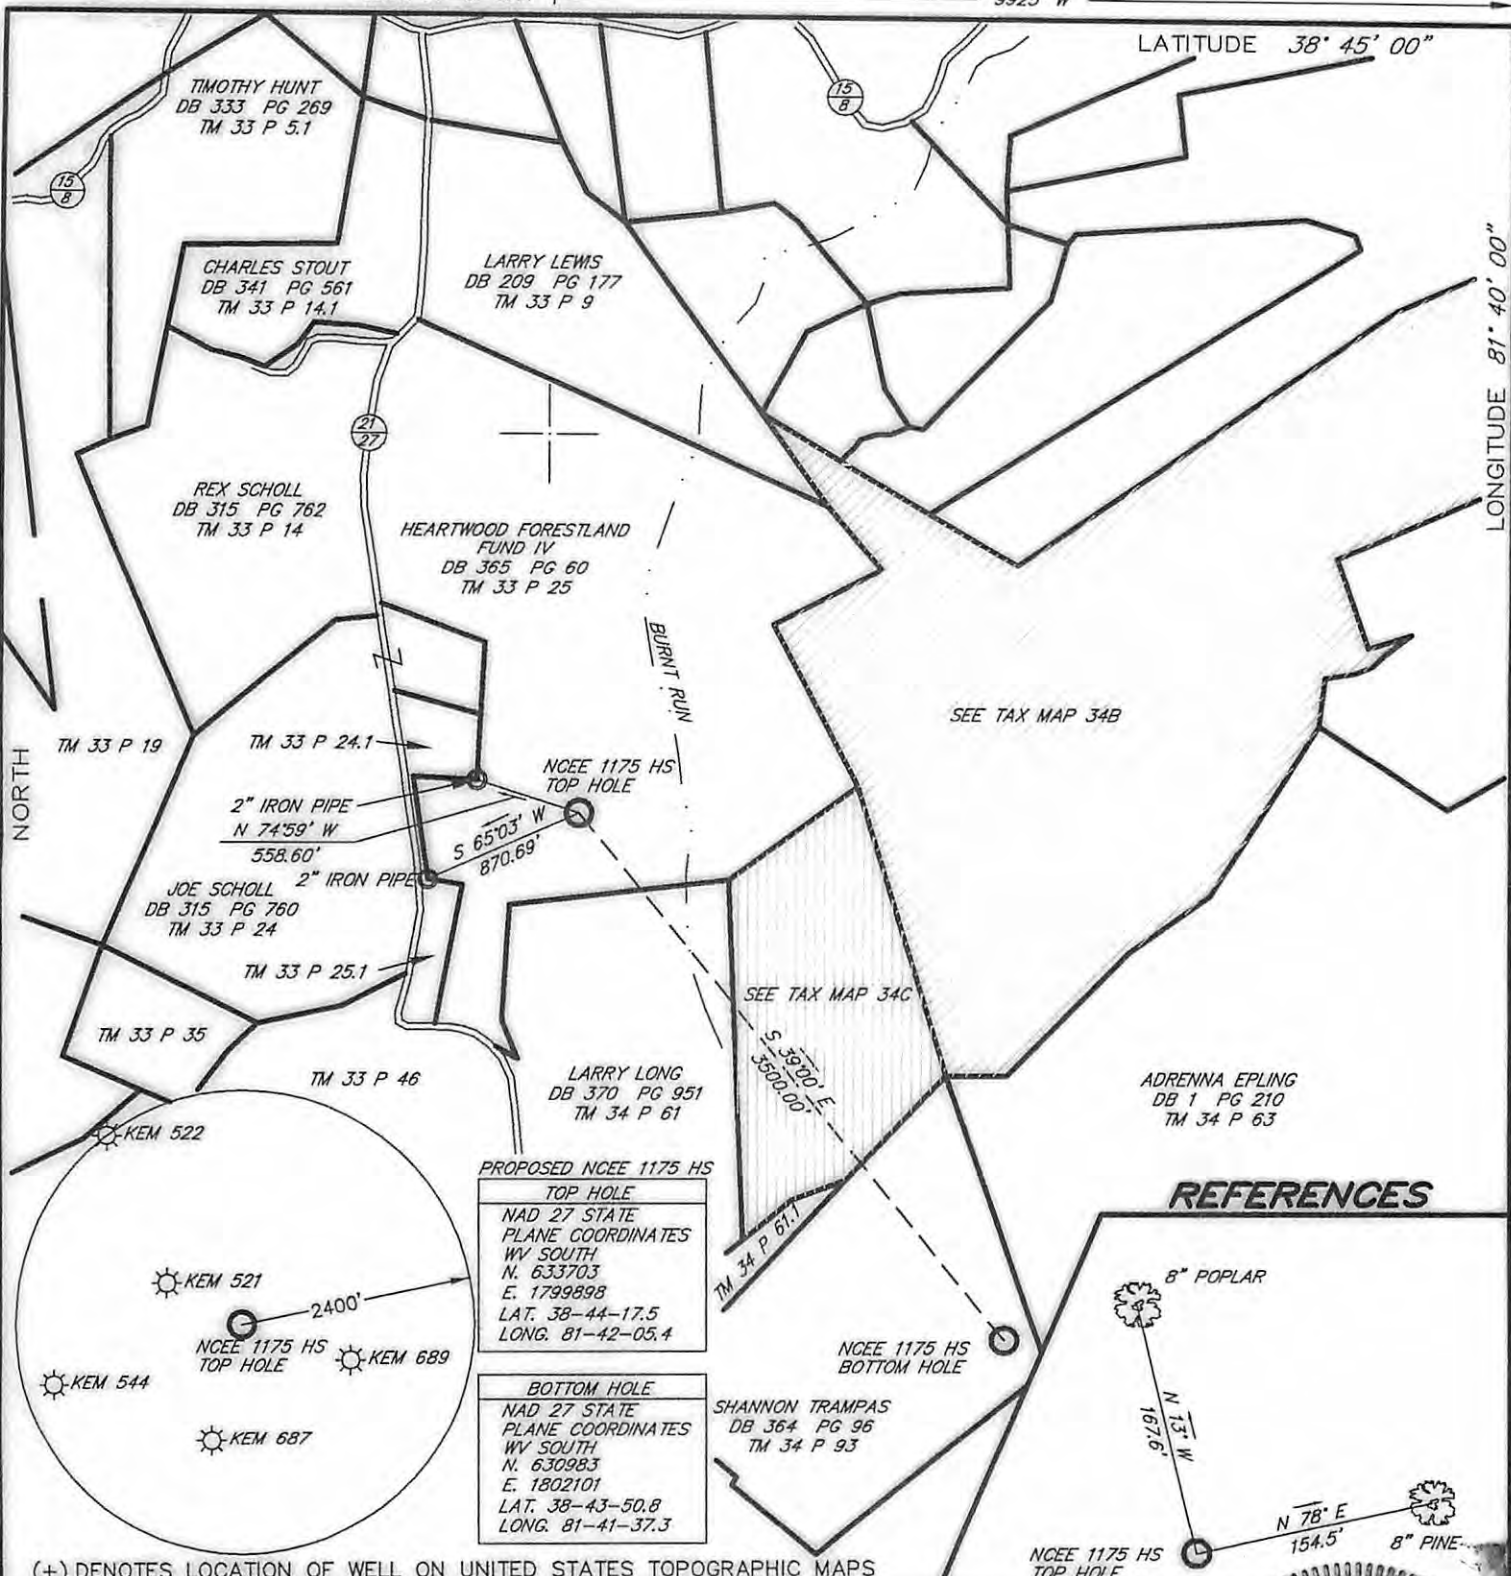 9925' W
LATITUDE 38° 45' 00"
LONGITUDE 81° 40' 00"
15
8
TIMOTHY HUNT
DB 333 PG 269
TM 33 P 5.1
15
8
CHARLES STOUT
DB 341 PG 561
TM 33 P 14.1
LARRY LEWIS
DB 209 PG 177
TM 33 P 9
21
27
REX SCHOLL
DB 315 PG 762
TM 33 P 14
HEARTWOOD FORESTLAND
FUND IV
DB 365 PG 60
TM 33 P 25
BURNT RUN
SEE TAX MAP 34B
NORTH
TM 33 P 19
TM 33 P 24.1
NCEE 1175 HS
TOP HOLE
2" IRON PIPE
N 74°59' W
558.60'
S 65°03' W
870.69'
2" IRON PIPE
JOE SCHOLL
DB 315 PG 760
TM 33 P 24
TM 33 P 25.1
SEE TAX MAP 34C
TM 33 P 35
S 39°00' E
3500.00'
TM 33 P 46
LARRY LONG
DB 370 PG 951
TM 34 P 61
ADRENNA EPLING
DB 1 PG 210
TM 34 P 63
KEM 522
KEM 521
2400'
NCEE 1175 HS
TOP HOLE
KEM 689
KEM 544
KEM 687
PROPOSED NCEE 1175 HS
TOP HOLE
NAD 27 STATE
PLANE COORDINATES
WV SOUTH
N. 633703
E. 1799898
LAT. 38-44-17.5
LONG. 81-42-05.4
BOTTOM HOLE
NAD 27 STATE
PLANE COORDINATES
WV SOUTH
N. 630983
E. 1802101
LAT. 38-43-50.8
LONG. 81-41-37.3
TM 34 P 61.1
NCEE 1175 HS
BOTTOM HOLE
SHANNON TRAMPAS
DB 364 PG 96
TM 34 P 93
REFERENCES
8" POPLAR
N 13° W
167.6'
N 78° E
154.5'
8" PINE
NCEE 1175 HS
TOP HOLE
(+) DENOTES LOCATION OF WELL ON UNITED STATES TOPOGRAPHIC MAPS